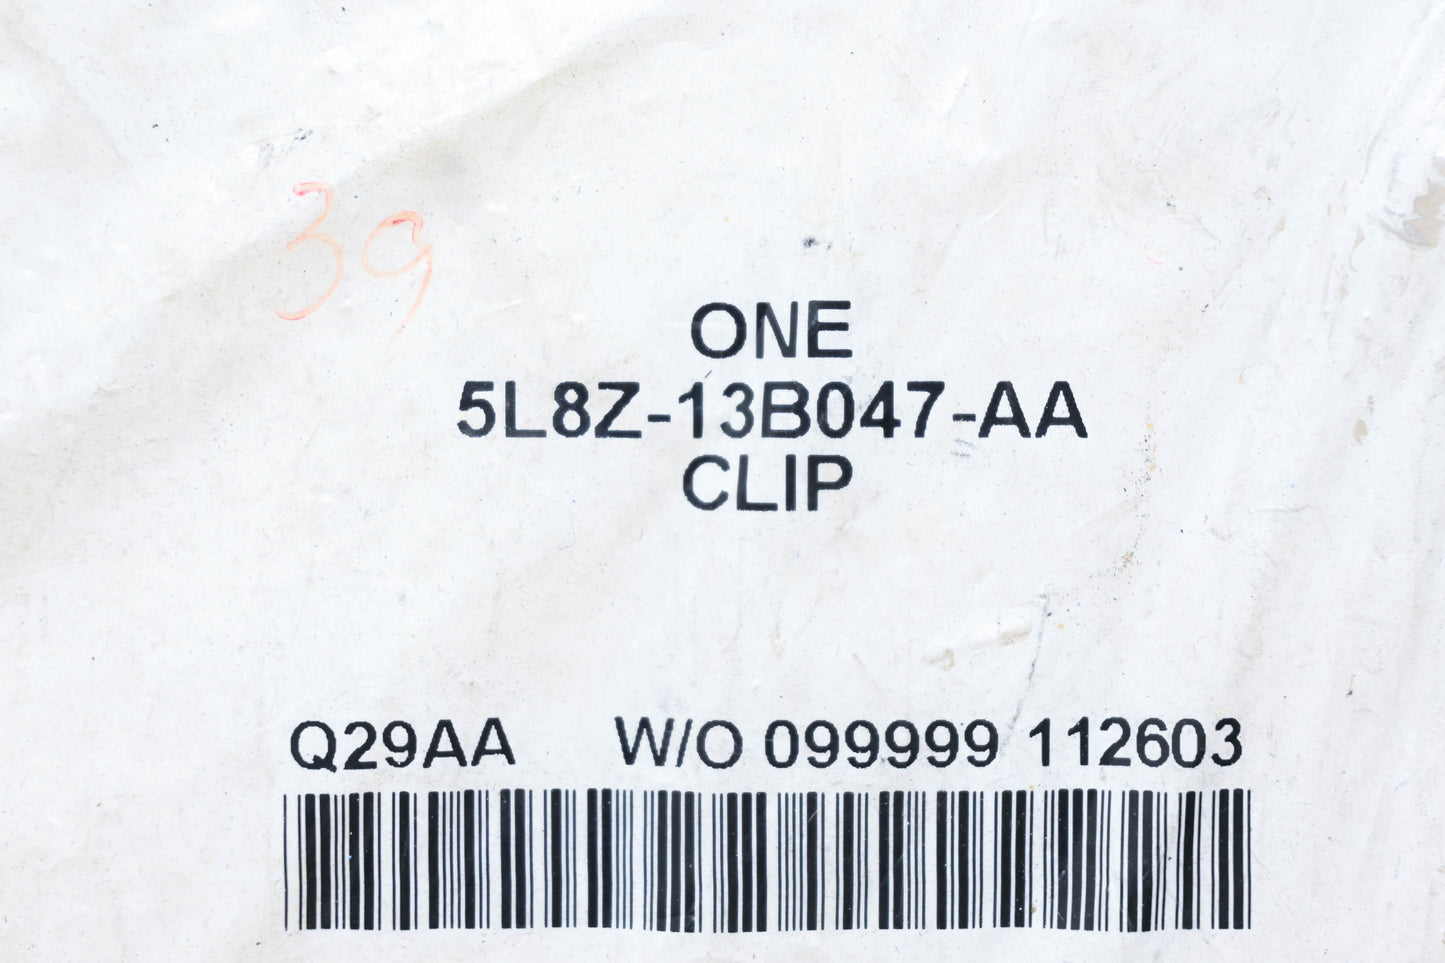 39
ONE
5L8Z-13B047-AA
CLIP
Q29AA W/O 099999 112603